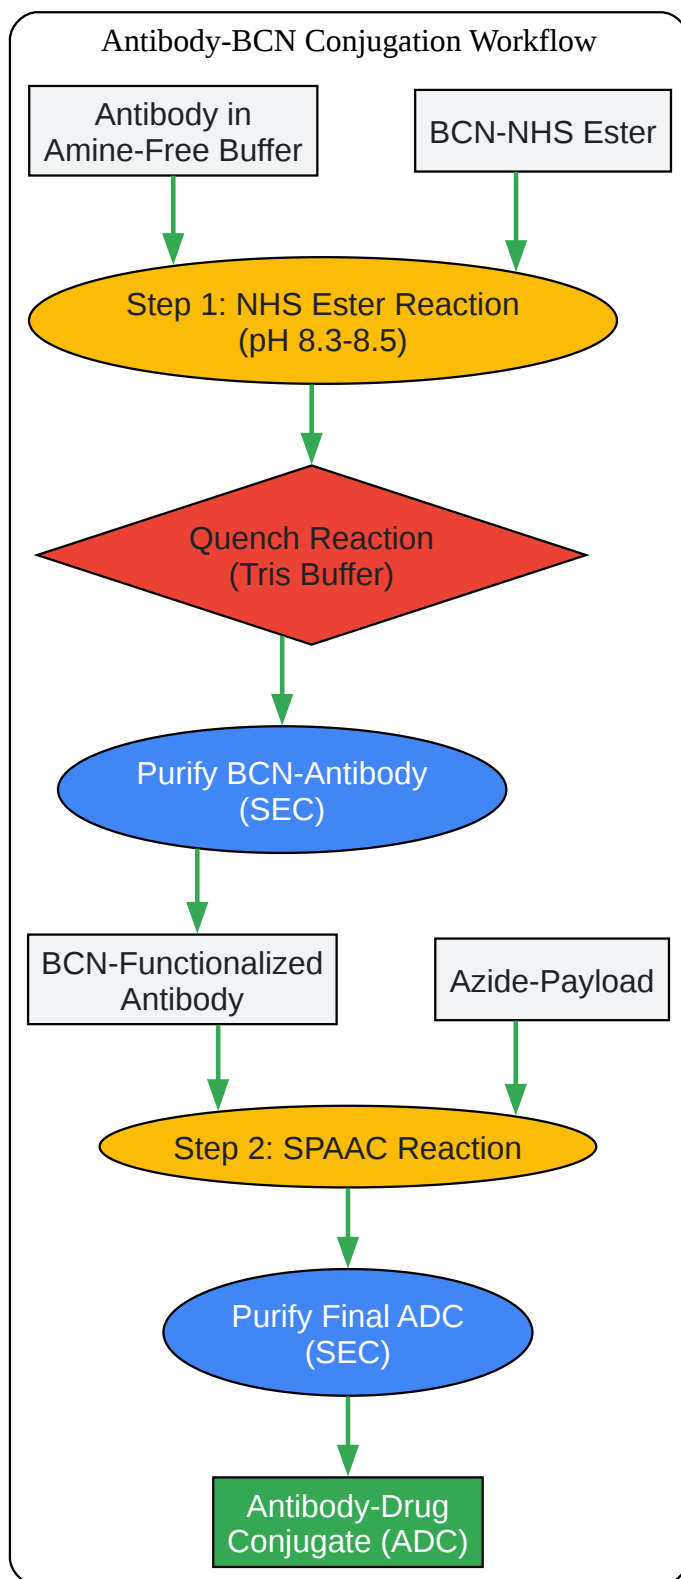 Antibody-BCN Conjugation Workflow
Antibody in
Amine-Free Buffer
BCN-NHS Ester
Step 1: NHS Ester Reaction
(pH 8.3-8.5)
Quench Reaction
(Tris Buffer)
Purify BCN-Antibody
(SEC)
BCN-Functionalized
Antibody
Azide-Payload
Step 2: SPAAC Reaction
Purify Final ADC
(SEC)
Antibody-Drug
Conjugate (ADC)